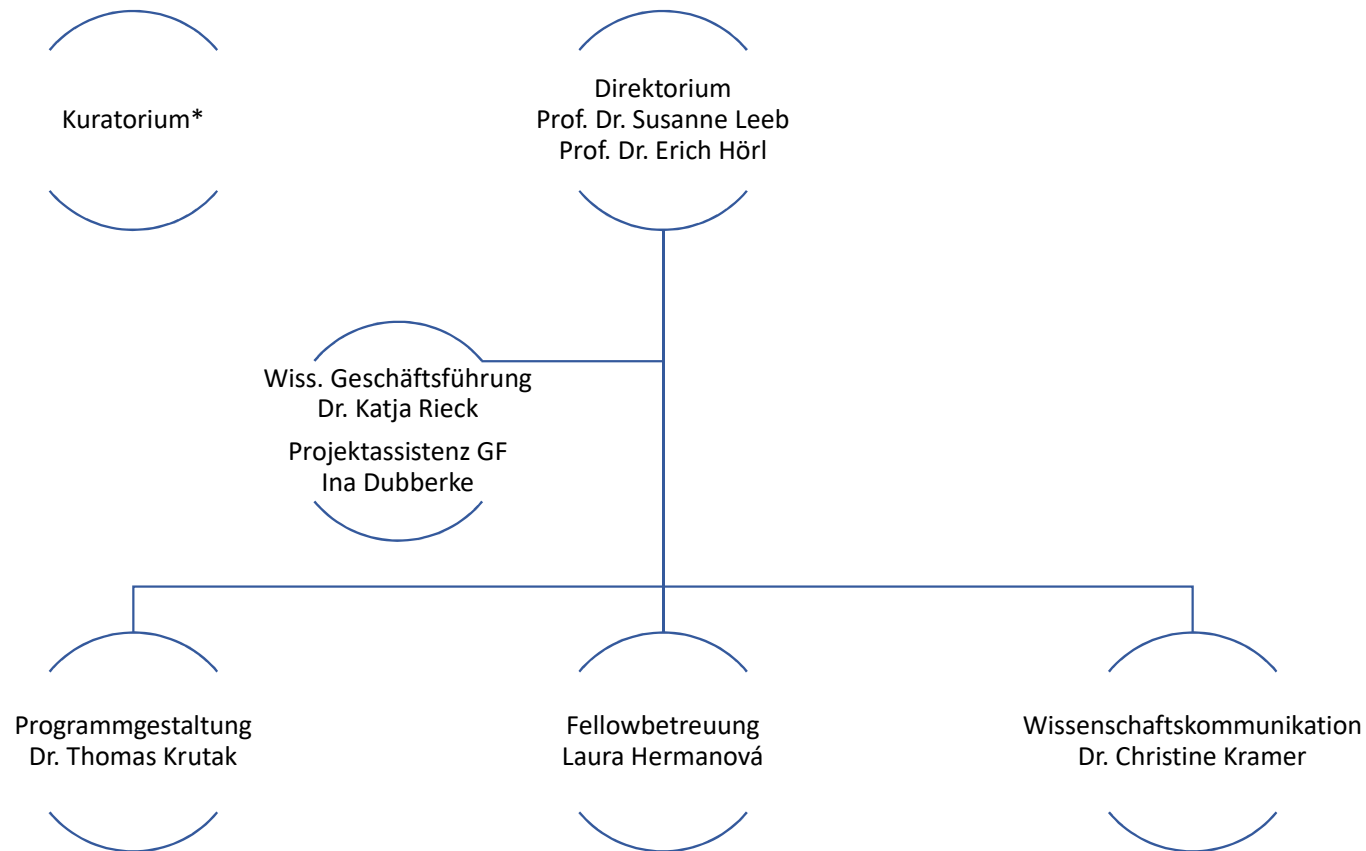 Kuratorium*
Direktorium
Prof. Dr. Susanne Leeb
Prof. Dr. Erich Hörl
Wiss. Geschäftsführung
Dr. Katja Rieck
Projektassistenz GF
Ina Dubberke
Programmgestaltung
Dr. Thomas Krutak
Fellowbetreuung
Laura Hermanová
Wissenschaftskommunikation
Dr. Christine Kramer